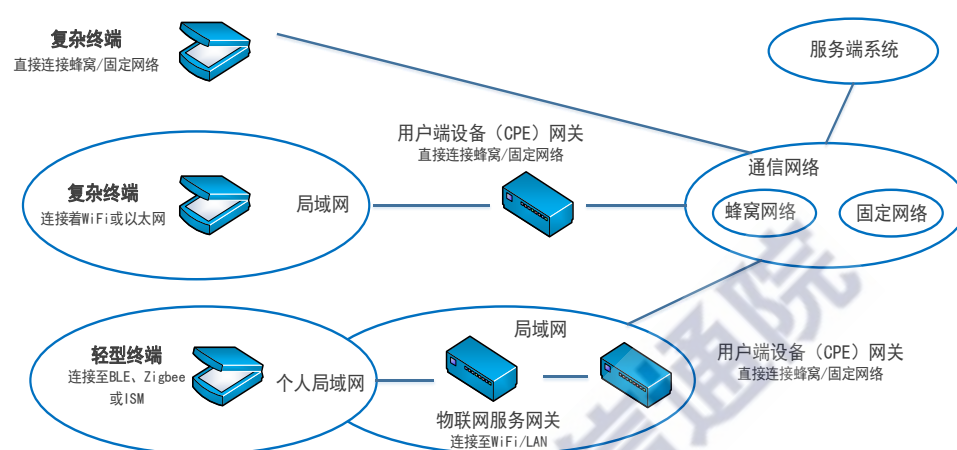 复杂终端
直接连接蜂窝/固定网络
服务端系统
用户端设备（CPE）网关
直接连接蜂窝/固定网络
通信网络
蜂窝网络
固定网络
复杂终端
连接着WiFi或以太网
局域网
轻型终端
连接至BLE、Zigbee
或ISM
个人局域网
局域网
物联网服务网关
连接至WiFi/LAN
用户端设备（CPE）网关
直接连接蜂窝/固定网络
信通院